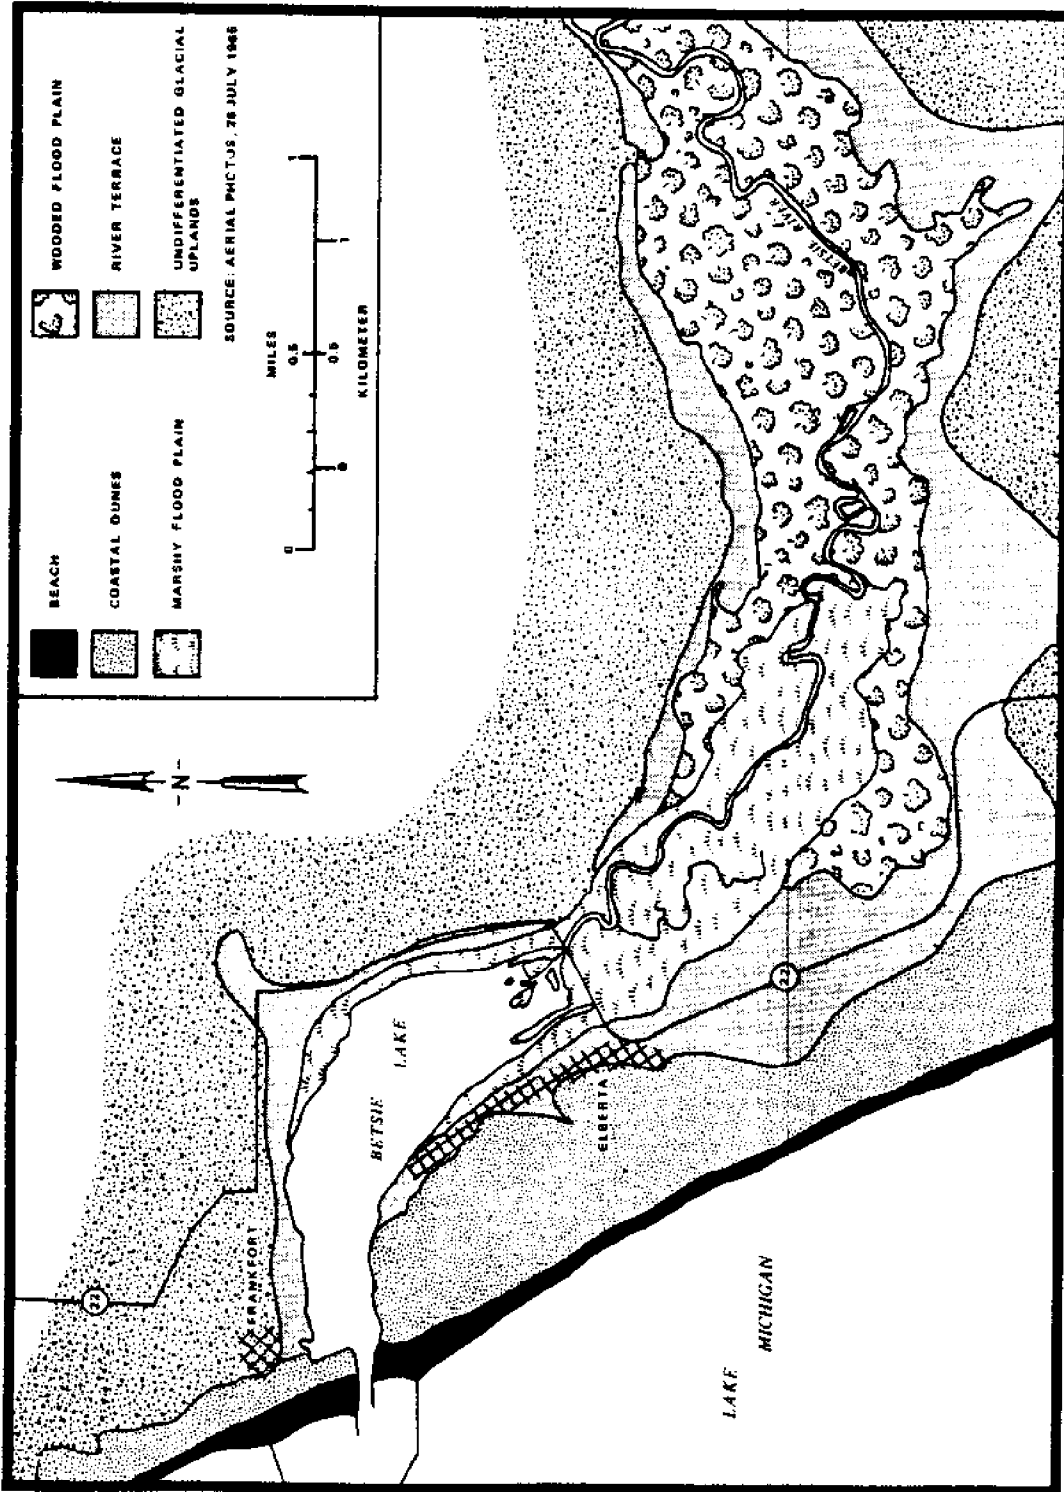 BEACH
COASTAL DUNES
MARSHY FLOOD PLAIN
WOODED FLOOD PLAIN
RIVER TERRACE
UNDIFFERENTIATED GLACIAL
UPLANDS
SOURCE: AERIAL PHOTOS, 28 JULY 1965
MILES
0 0.5 1
0 0.5 1
KILOMETER
-N-
22
FRANKFORT
BETSIE LAKE
ELBERTA
22
BETSIE RIVER
LAKE MICHIGAN